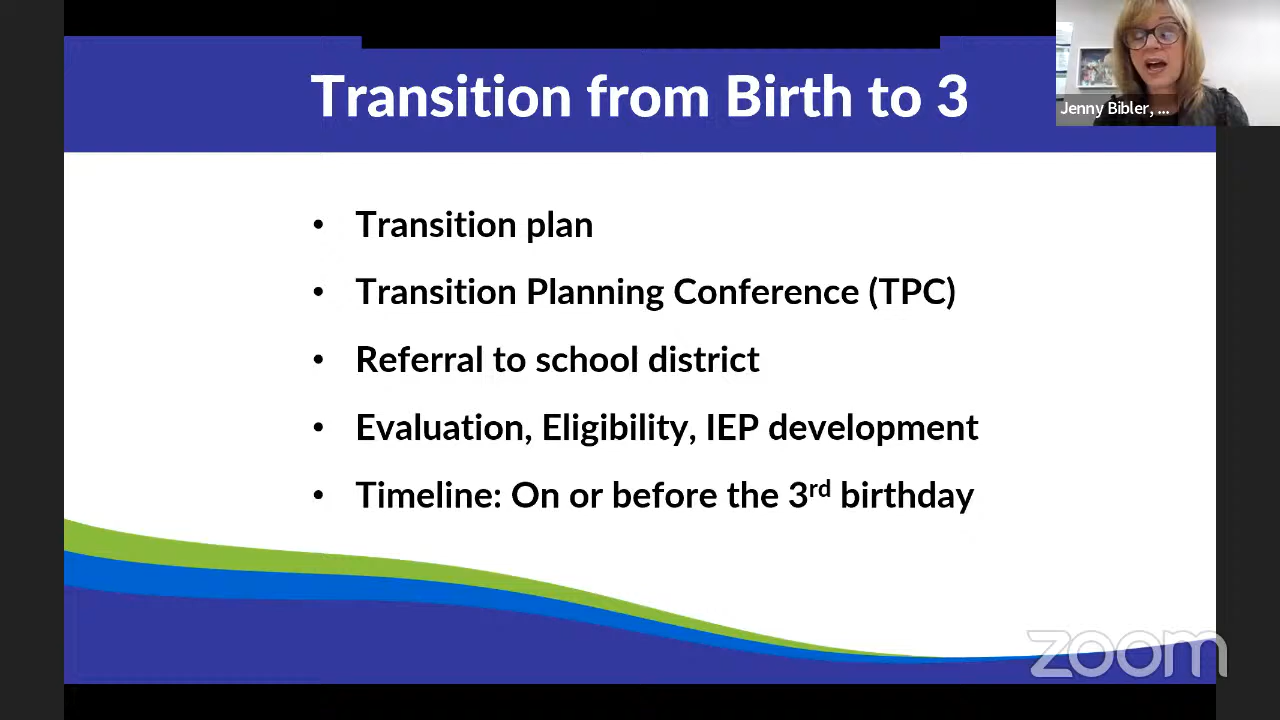 Transition from Birth to 3
Jenny Bibler, ...
• Transition plan
• Transition Planning Conference (TPC)
• Referral to school district
• Evaluation, Eligibility, IEP development
• Timeline: On or before the 3rd birthday
zoom